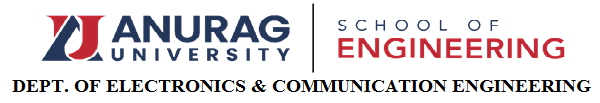 ANURAG
UNIVERSITY
SCHOOL OF
ENGINEERING
DEPT. OF ELECTRONICS & COMMUNICATION ENGINEERING